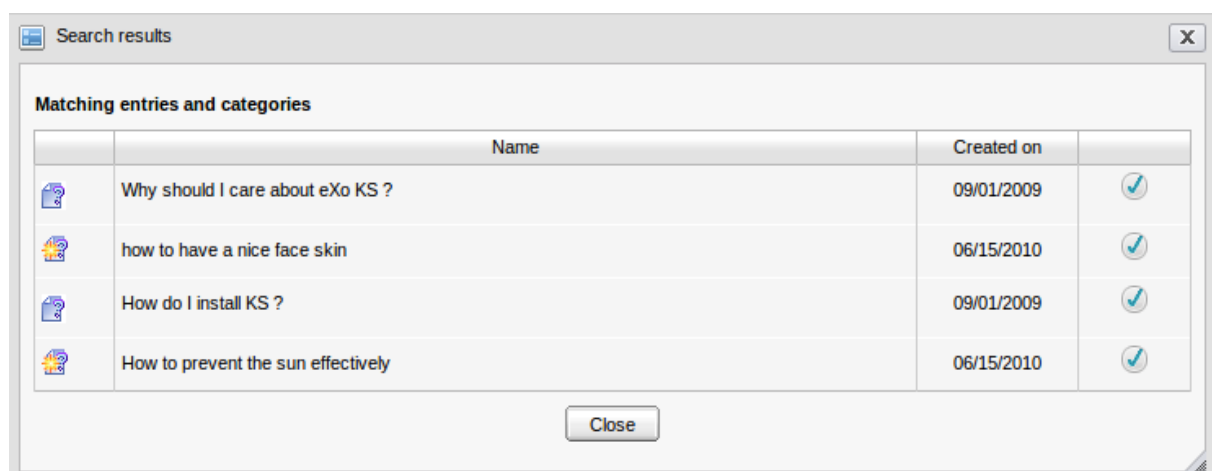 Search results
X
Matching entries and categories
Name Created on
Why should I care about eXo KS ? 09/01/2009
how to have a nice face skin 06/15/2010
How do I install KS ? 09/01/2009
How to prevent the sun effectively 06/15/2010
Close